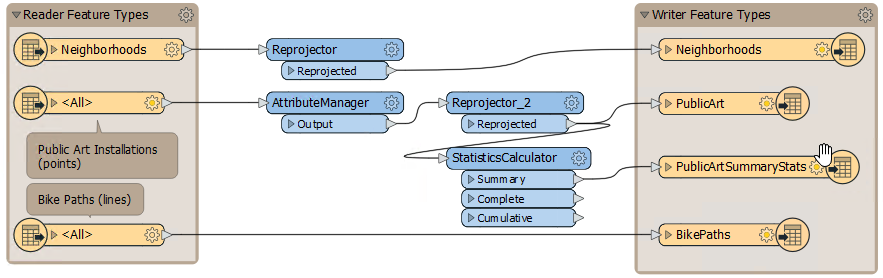 Reader Feature Types
Writer Feature Types
Neighborhoods
Reprojector
Neighborhoods
Reprojected
<All>
AttributeManager
Reprojector_2
PublicArt
Output
Reprojected
Public Art Installations
(points)
StatisticsCalculator
PublicArtSummaryStats
Summary
Bike Paths (lines)
Complete
Cumulative
<All>
BikePaths